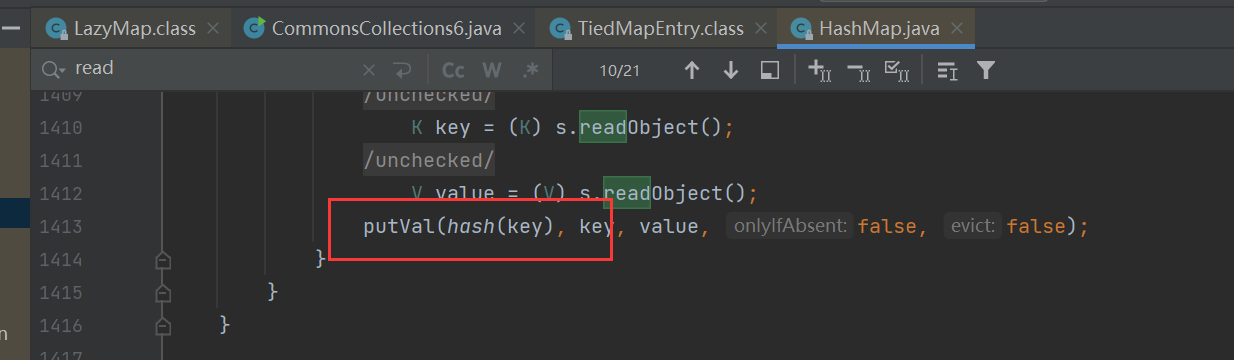 LazyMap.class CommonsCollections6.java TiedMapEntry.class HashMap.java
read Cc W .* 10/21
1409 /unchecked/
1410 K key = (K) s.readObject();
1411 /unchecked/
1412 V value = (V) s.readObject();
1413 putVal(hash(key), key, value, onlyIfAbsent: false, evict: false);
1414 }
1415 }
1416 }
1417
n